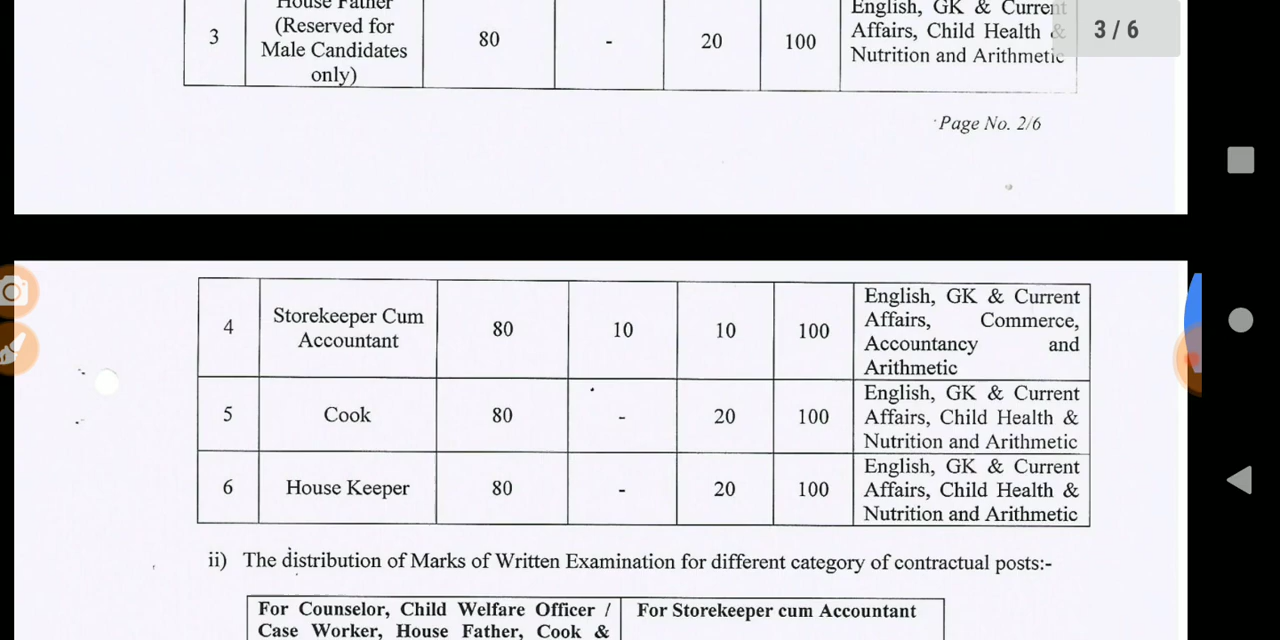 House Father
(Reserved for
3
Male Candidates
only)
80
-
20
100
English, GK & Current
Affairs, Child Health &
Nutrition and Arithmetic
3 / 6
Page No. 2/6
4
Storekeeper Cum
Accountant
80
10
10
100
English, GK & Current
Affairs, Commerce,
Accountancy and
Arithmetic
5
Cook
80
-
20
100
English, GK & Current
Affairs, Child Health &
Nutrition and Arithmetic
6
House Keeper
80
-
20
100
English, GK & Current
Affairs, Child Health &
Nutrition and Arithmetic
ii) The distribution of Marks of Written Examination for different category of contractual posts:-
For Counselor, Child Welfare Officer /
Case Worker, House Father, Cook &
For Storekeeper cum Accountant